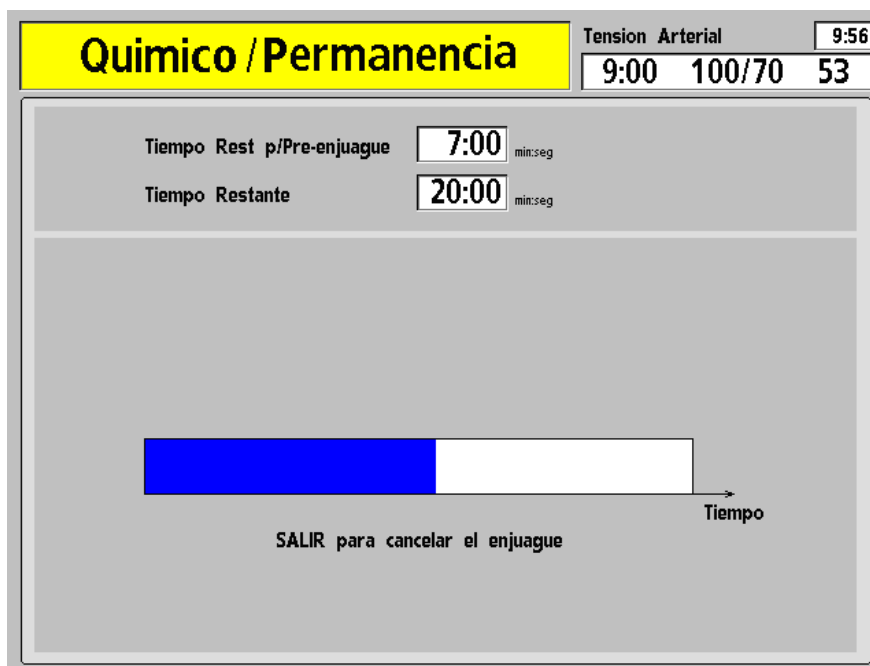 Quimico / Permanencia
Tension Arterial 9:56
9:00 100/70 53
Tiempo Rest p/Pre-enjuague 7:00 min:seg
Tiempo Restante 20:00 min:seg
Tiempo
SALIR para cancelar el enjuague